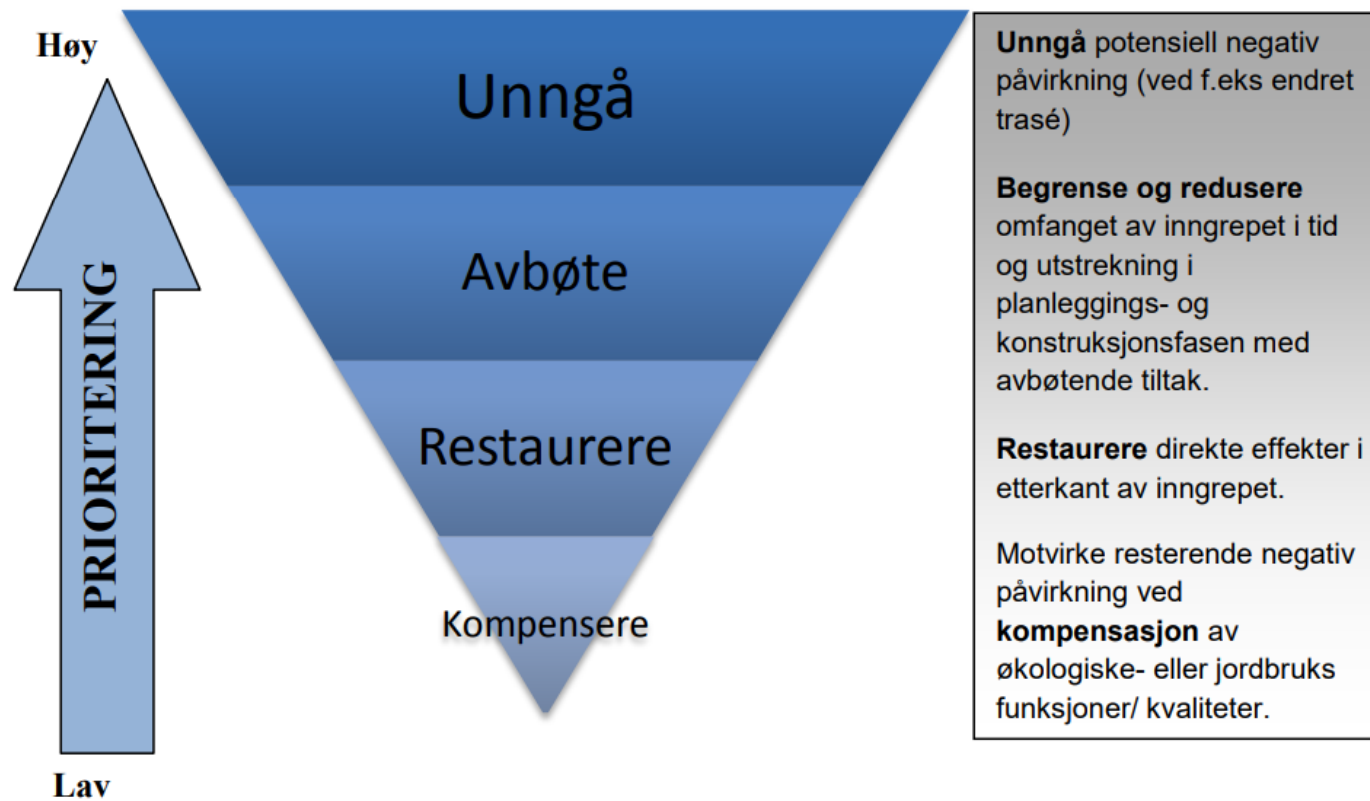 Høy
PRIORITERING
Lav
Unngå
Avbøte
Restaurere
Kompensere
Unngå potensiell negativ
påvirkning (ved f.eks endret
trasé)
Begrense og redusere
omfanget av inngrepet i tid
og utstrekning i
planleggings- og
konstruksjonsfasen med
avbøtende tiltak.
Restaurere direkte effekter i
etterkant av inngrepet.
Motvirke resterende negativ
påvirkning ved
kompensasjon av
økologiske- eller jordbruks
funksjoner/ kvaliteter.